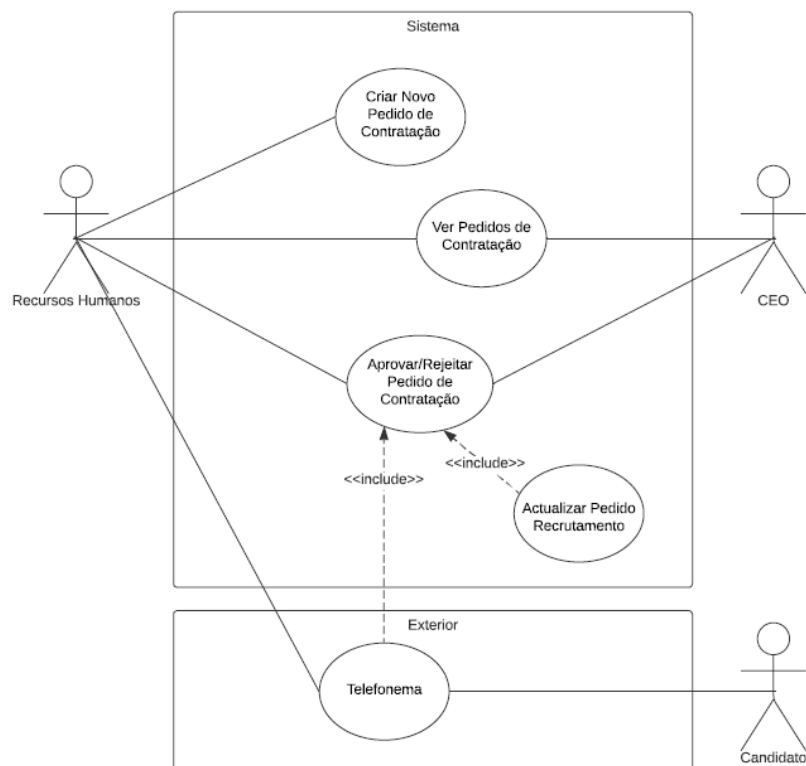 Sistema
Criar Novo
Pedido de
Contratação
Ver Pedidos de
Contratação
Recursos Humanos
CEO
Aprovar/Rejeitar
Pedido de
Contratação
<<include>>
<<include>>
Actualizar Pedido
Recrutamento
Exterior
Telefonema
Candidato